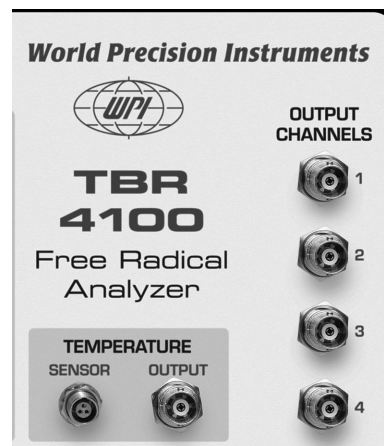 World Precision Instruments
WPI
OUTPUT
CHANNELS
TBR
4100
Free Radical
Analyzer
1
2
3
4
TEMPERATURE
SENSOR OUTPUT